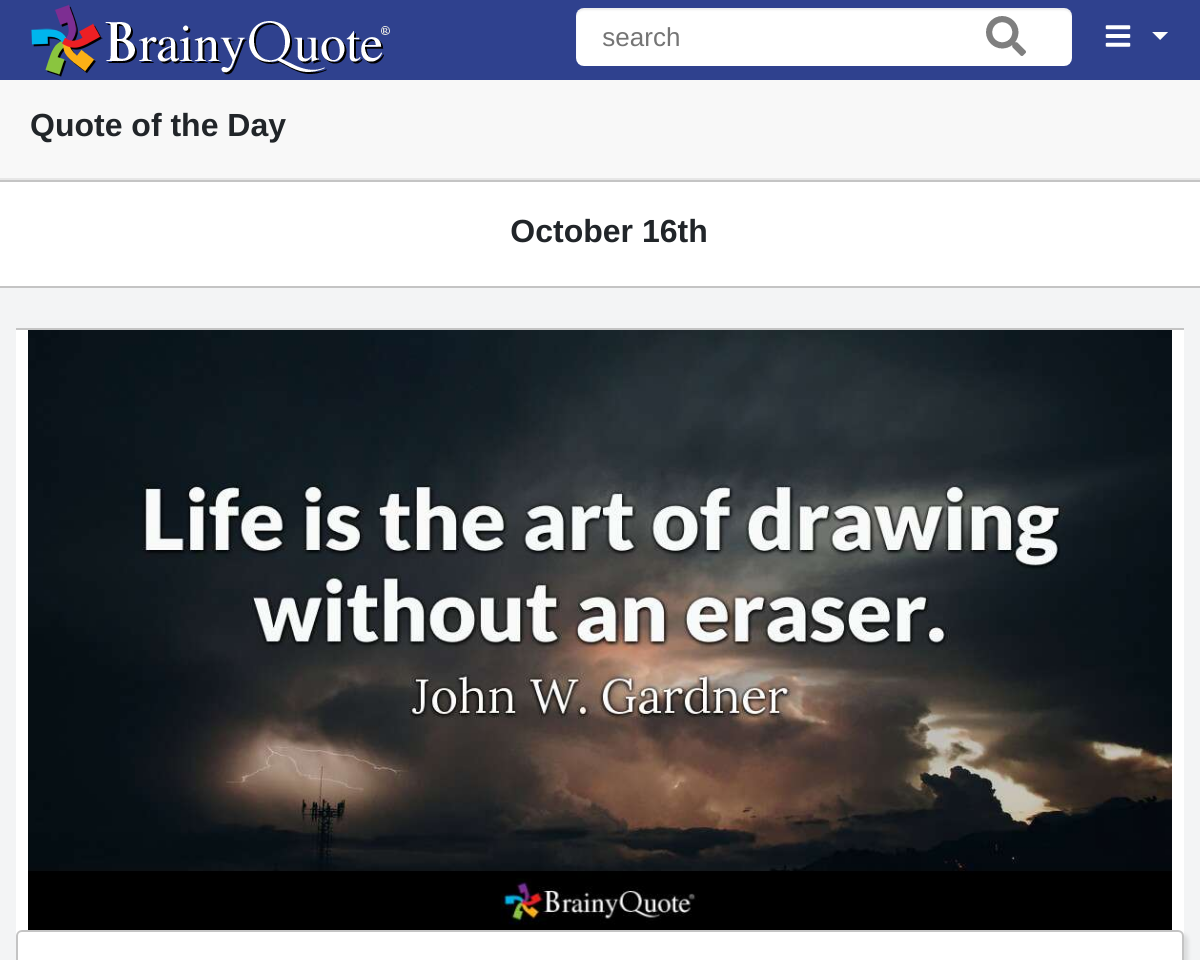 BrainyQuote®
search
Quote of the Day
October 16th
Life is the art of drawing
without an eraser.
John W. Gardner
BrainyQuote®